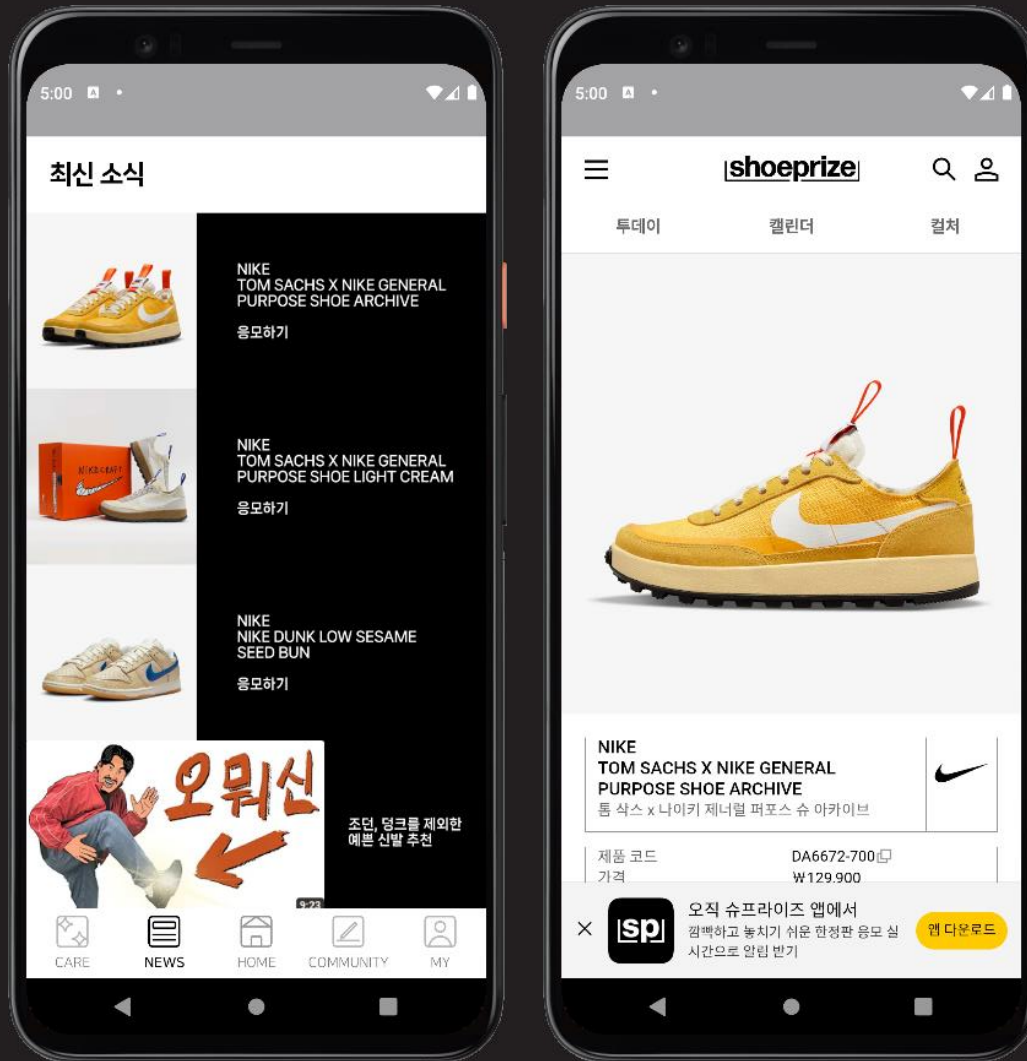 5:00
최신 소식
NIKE
TOM SACHS X NIKE GENERAL
PURPOSE SHOE ARCHIVE
응모하기
NIKECRAFT
NIKE
TOM SACHS X NIKE GENERAL
PURPOSE SHOE LIGHT CREAM
응모하기
NIKE
NIKE DUNK LOW SESAME
SEED BUN
응모하기
오뭐신
9:23
조던, 덩크를 제외한
예쁜 신발 추천
CARE
NEWS
HOME
COMMUNITY
MY
5:00
shoeprize
투데이
캘린더
컬처
NIKE
TOM SACHS X NIKE GENERAL
PURPOSE SHOE ARCHIVE
톰 삭스 x 나이키 제너럴 퍼포스 슈 아카이브
제품 코드
DA6672-700
가격
₩129,900
sp
오직 슈프라이즈 앱에서
깜빡하고 놓치기 쉬운 한정판 응모 실
시간으로 알림 받기
앱 다운로드